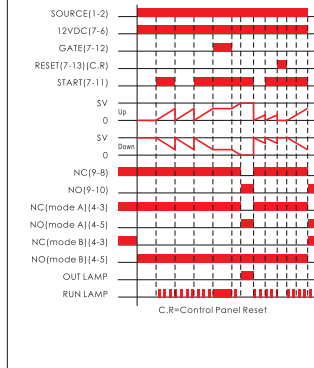 SOURCE(1-2)
12VDC(7-6)
GATE(7-12)
RESET(7-13)(C.R)
START(7-11)
SV
Up
0
SV
Down
0
NC(9-8)
NO(9-10)
NC(mode A)(4-3)
NO(mode A)(4-5)
NC(mode B)(4-3)
NO(mode B)(4-5)
OUT LAMP
RUN LAMP
C.R=Control Panel Reset